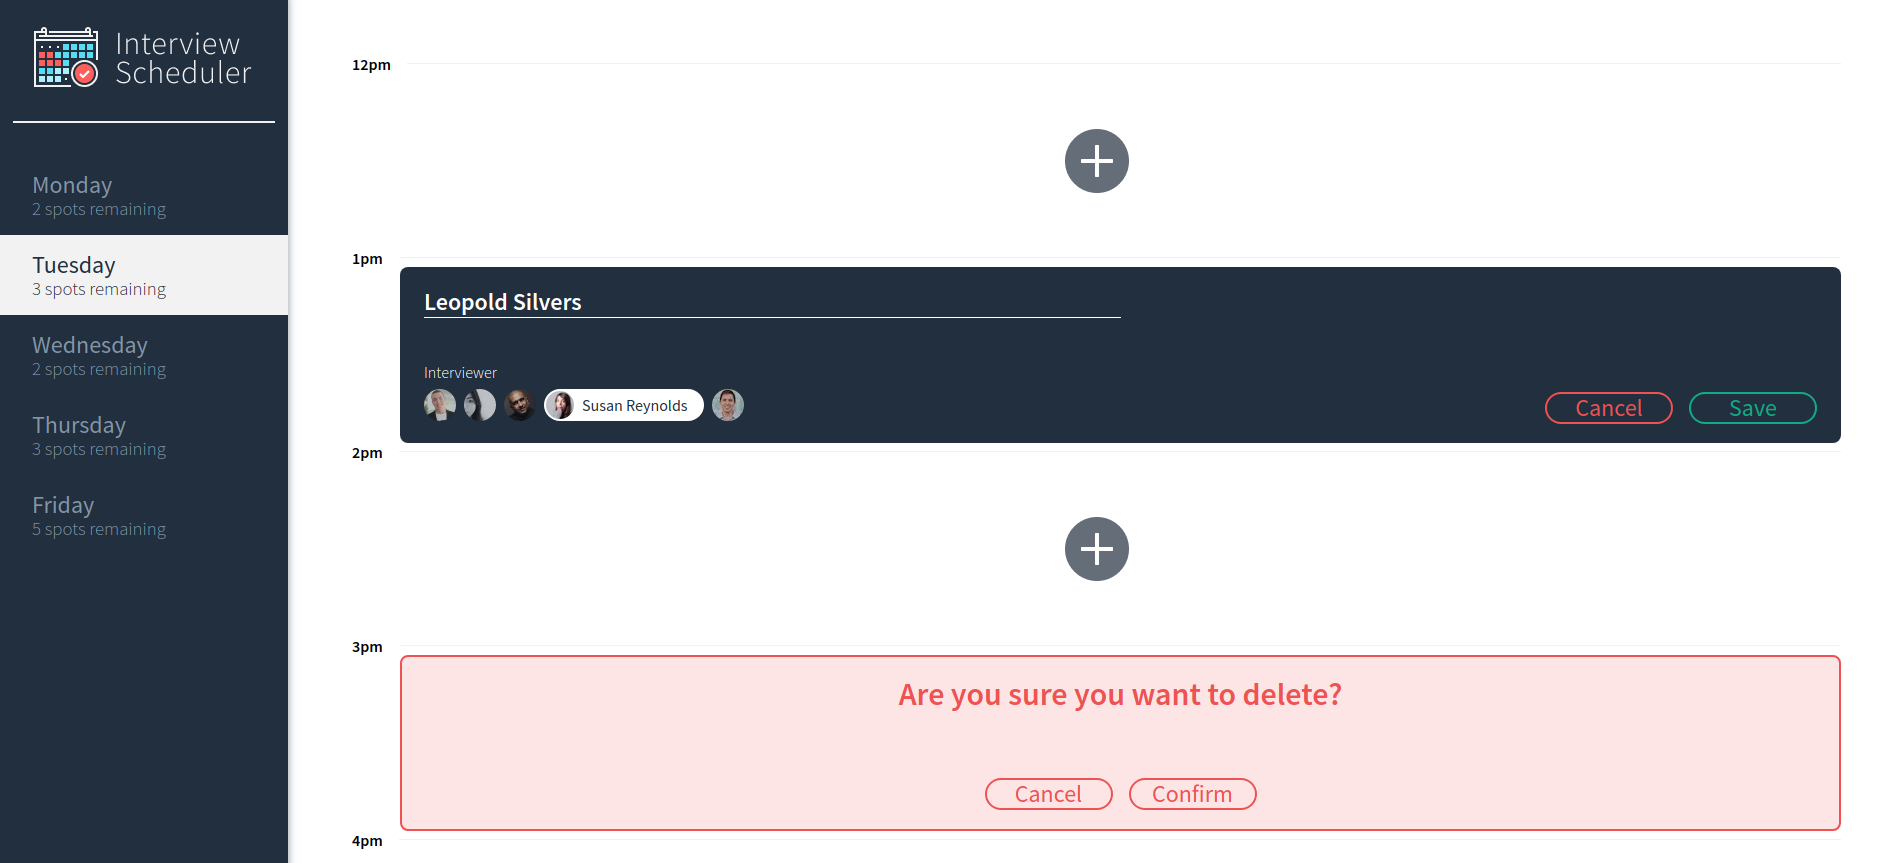 Interview
Scheduler
Monday
2 spots remaining
Tuesday
3 spots remaining
Wednesday
2 spots remaining
Thursday
3 spots remaining
Friday
5 spots remaining
12pm
1pm
Leopold Silvers
Interviewer
Susan Reynolds
Cancel Save
2pm
3pm
Are you sure you want to delete?
Cancel Confirm
4pm